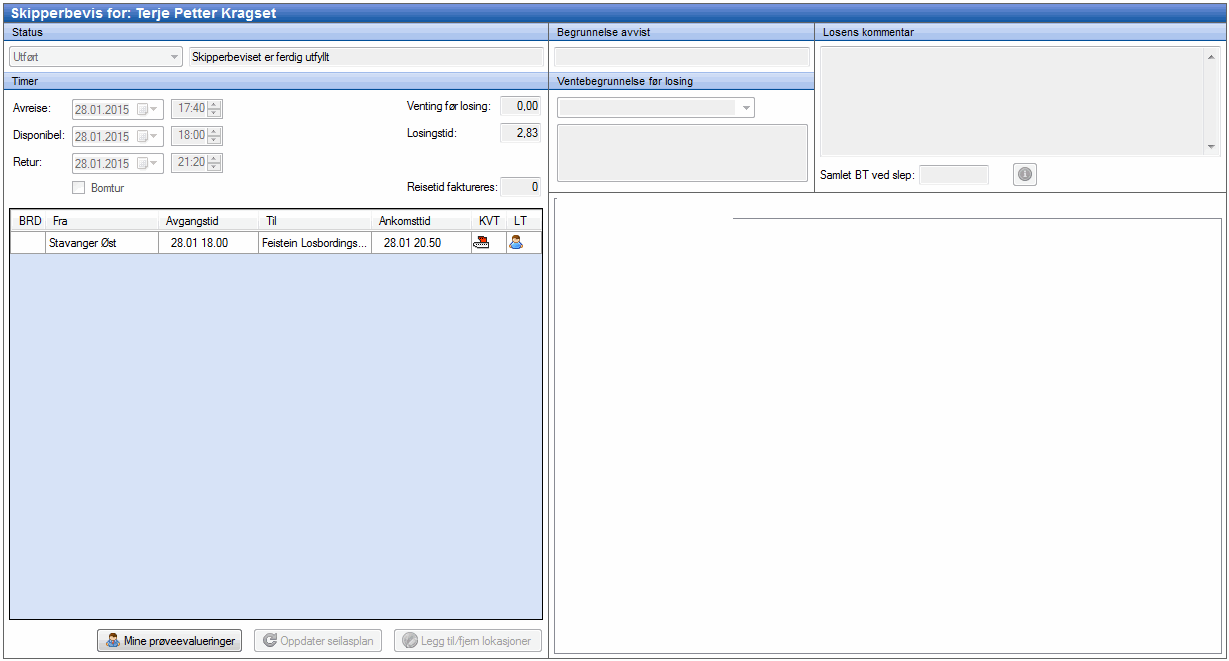 Skipperbevis for: Terje Petter Kragset
Status
Utført
Skipperbeviset er ferdig utfyllt
Begrunnelse avvist
Losens kommentar
Timer
Avreise: 28.01.2015 17:40
Disponibel: 28.01.2015 18:00
Retur: 28.01.2015 21:20
Bomtur
Venting før losing: 0,00
Losingstid: 2,83
Reisetid faktureres: 0
Ventebegrunnelse før losing
Samlet BT ved slep:
BRD Fra Avgangstid Til Ankomsttid KVT LT
Stavanger Øst 28.01 18.00 Feistein Losbordings... 28.01 20.50
Mine prøveevalueringer
Oppdater seilasplan
Legg til/fjern lokasjoner